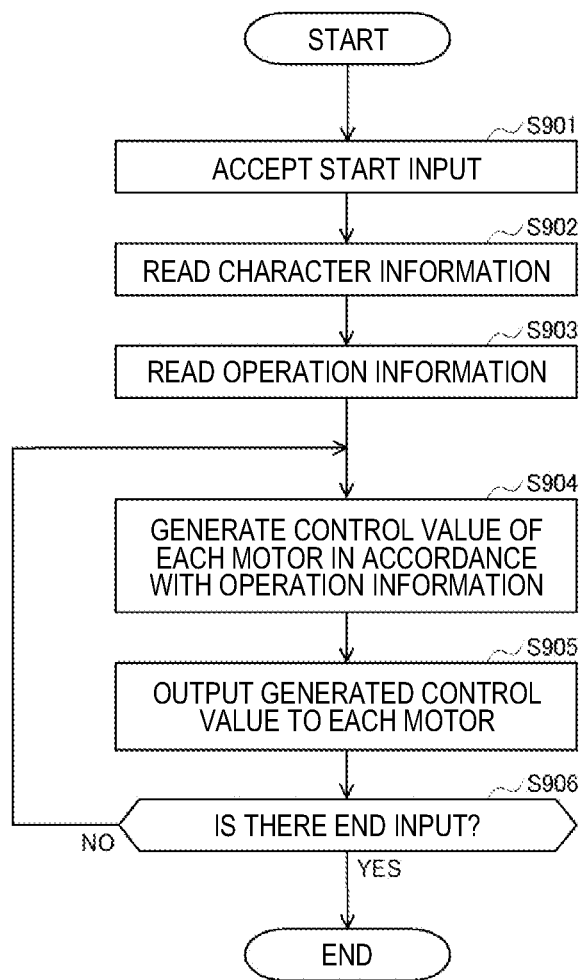 START
S901
ACCEPT START INPUT
S902
READ CHARACTER INFORMATION
S903
READ OPERATION INFORMATION
S904
GENERATE CONTROL VALUE OF
EACH MOTOR IN ACCORDANCE
WITH OPERATION INFORMATION
S905
OUTPUT GENERATED CONTROL
VALUE TO EACH MOTOR
S906
IS THERE END INPUT?
NO
YES
END